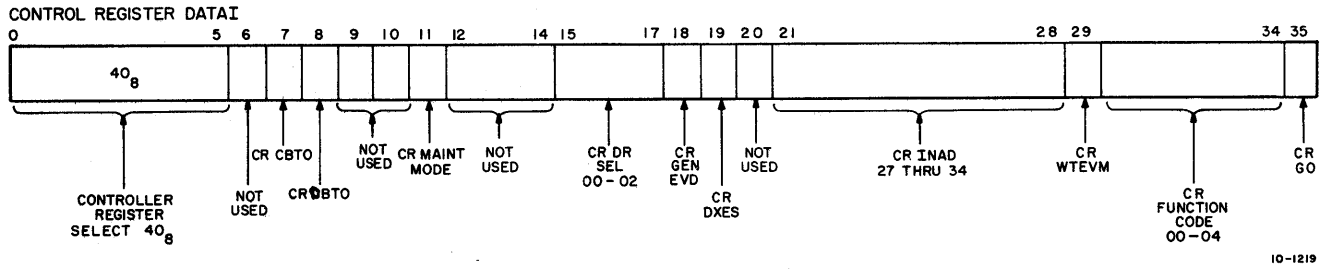 CONTROL REGISTER DATAI
0 5 6 7 8 9 10 11 12 14 15 17 18 19 20 21 28 29 34 35
40₈
CONTROLLER
REGISTER
SELECT 40₈
NOT
USED
CR CBTO
CR DBTO
NOT
USED
CR MAINT
MODE
NOT
USED
CR DR
SEL
00-02
CR
GEN
EVD
CR
DXES
NOT
USED
CR INAD
27 THRU 34
CR
WTEVM
CR
FUNCTION
CODE
00-04
CR
GO
10-1219